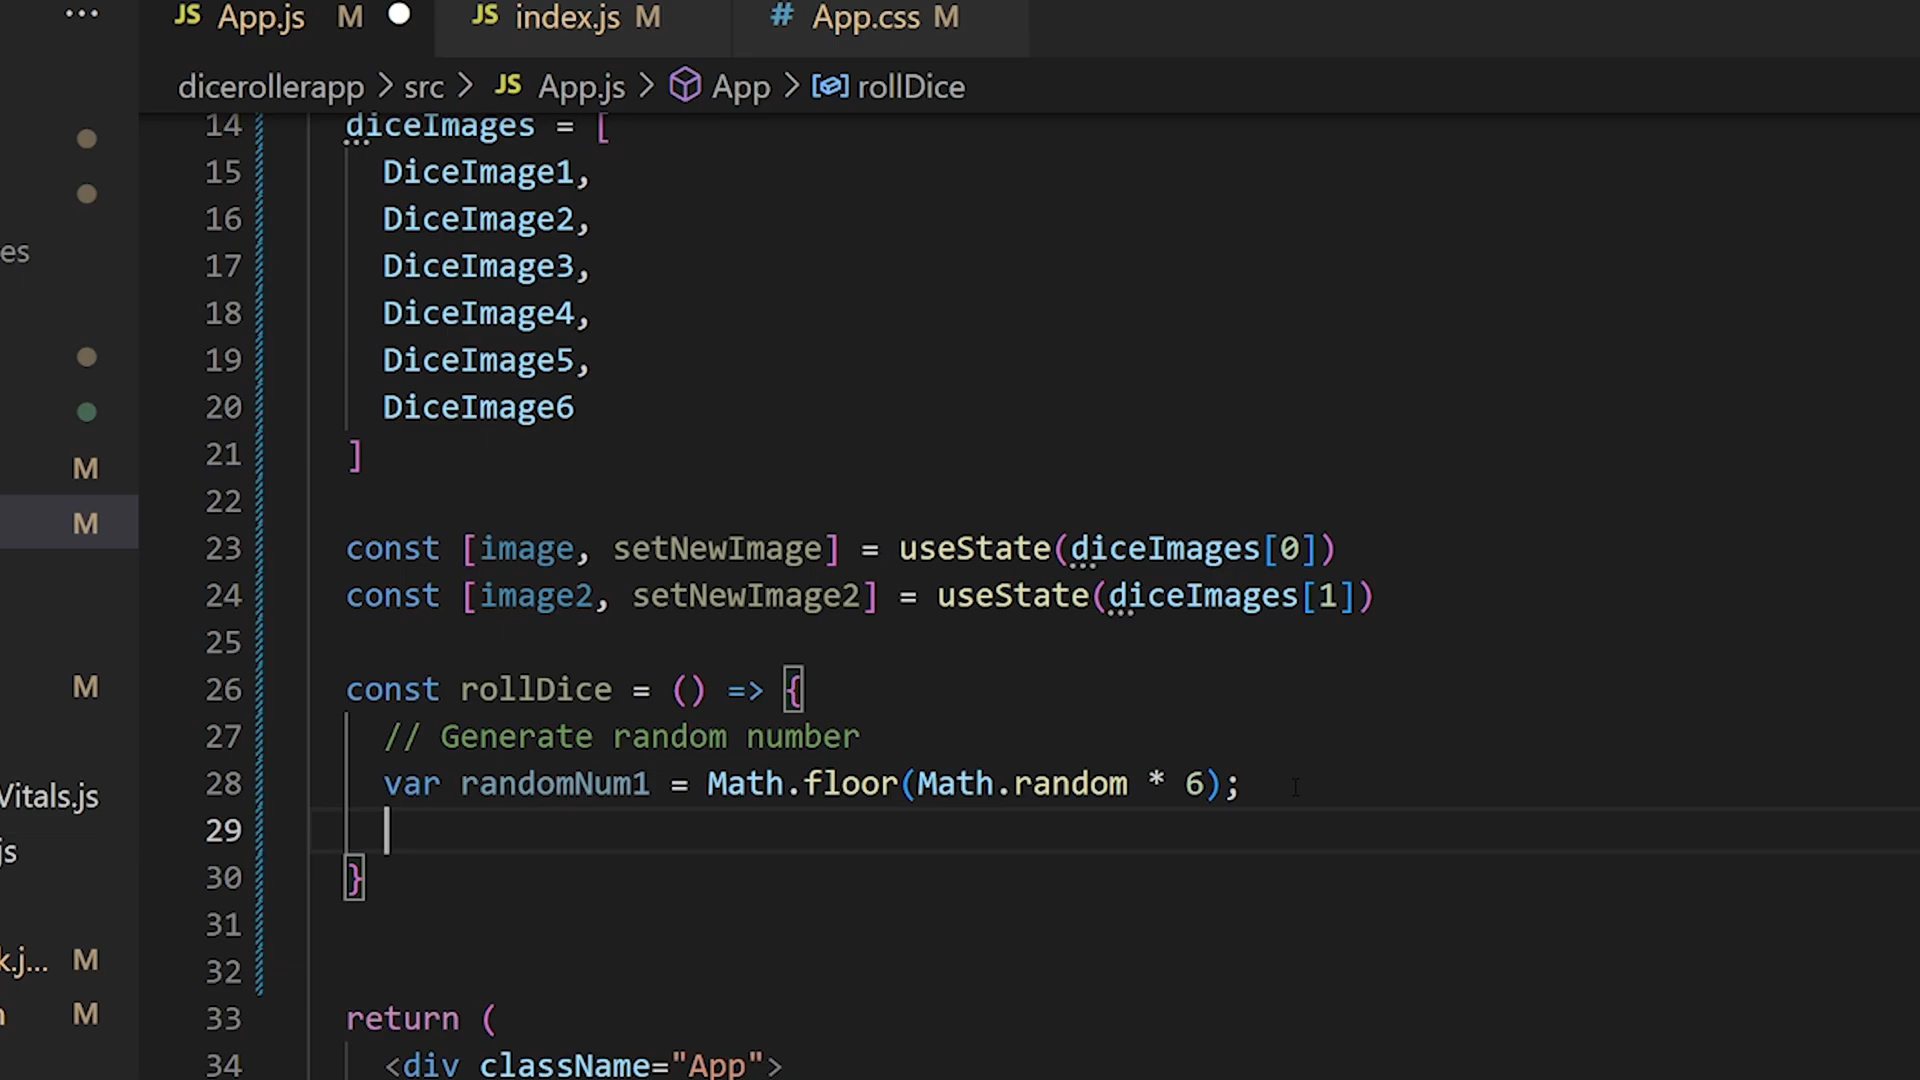 ...
JS App.js M
JS index.js M
# App.css M
dicerollerapp > src > JS App.js > App > rollDice
es
M
M
M
Vitals.js
js
k.j... M
M
14 diceImages = [
15 DiceImage1,
16 DiceImage2,
17 DiceImage3,
18 DiceImage4,
19 DiceImage5,
20 DiceImage6
21 ]
22
23 const [image, setNewImage] = useState(diceImages[0])
24 const [image2, setNewImage2] = useState(diceImages[1])
25
26 const rollDice = () => {
27 // Generate random number
28 var randomNum1 = Math.floor(Math.random * 6);
29
30 }
31
32
33 return (
34 <div className="App">